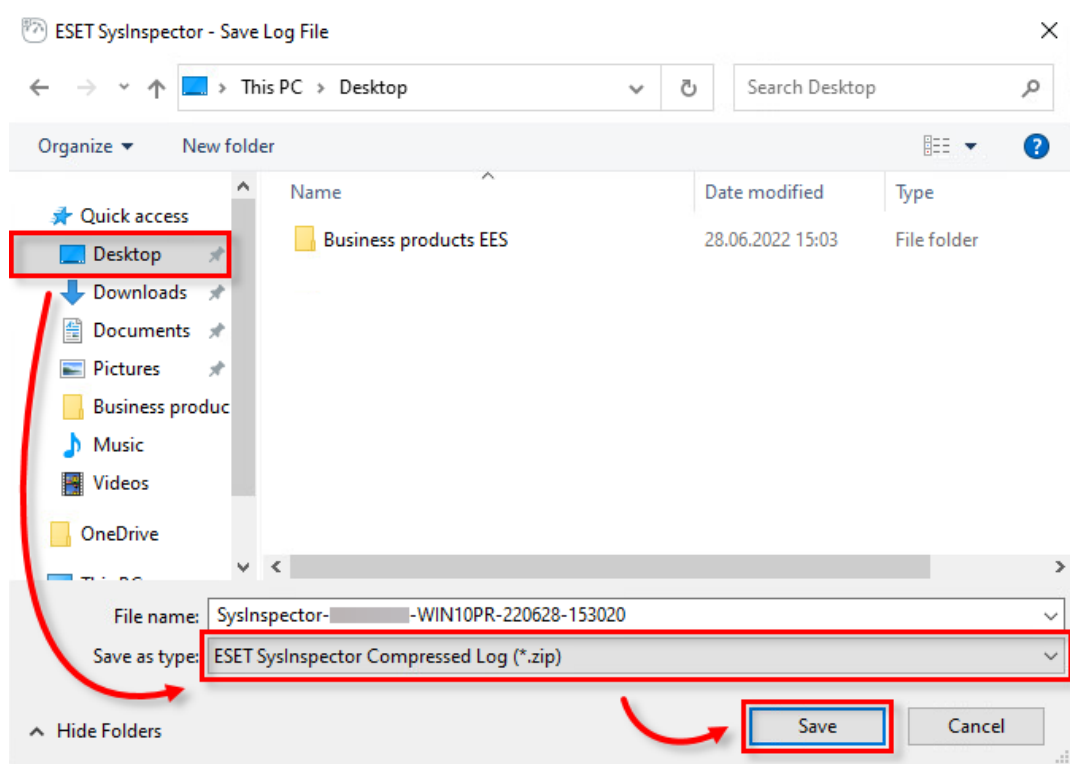 ESET SysInspector - Save Log File
This PC > Desktop
Search Desktop
Organize
New folder
?
Name
Date modified
Type
Quick access
Desktop
Downloads
Documents
Pictures
Business produc
Music
Videos
OneDrive
Business products EES
28.06.2022 15:03
File folder
File name: SysInspector- -WIN10PR-220628-153020
Save as type: ESET SysInspector Compressed Log (*.zip)
Hide Folders
Save
Cancel